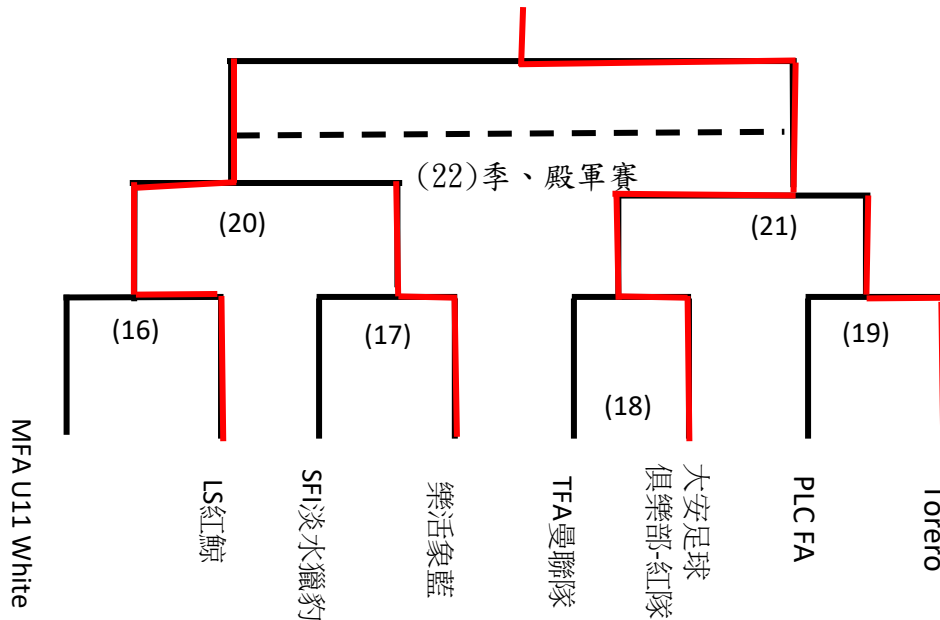 (22)季、殿軍賽
(20)
(21)
(16)
(17)
(18)
(19)
MFA U11 White
LS紅鯨
SFI淡水獵豹
樂活象藍
TFA曼聯隊
大安足球
俱樂部-紅隊
PLC FA
Torero